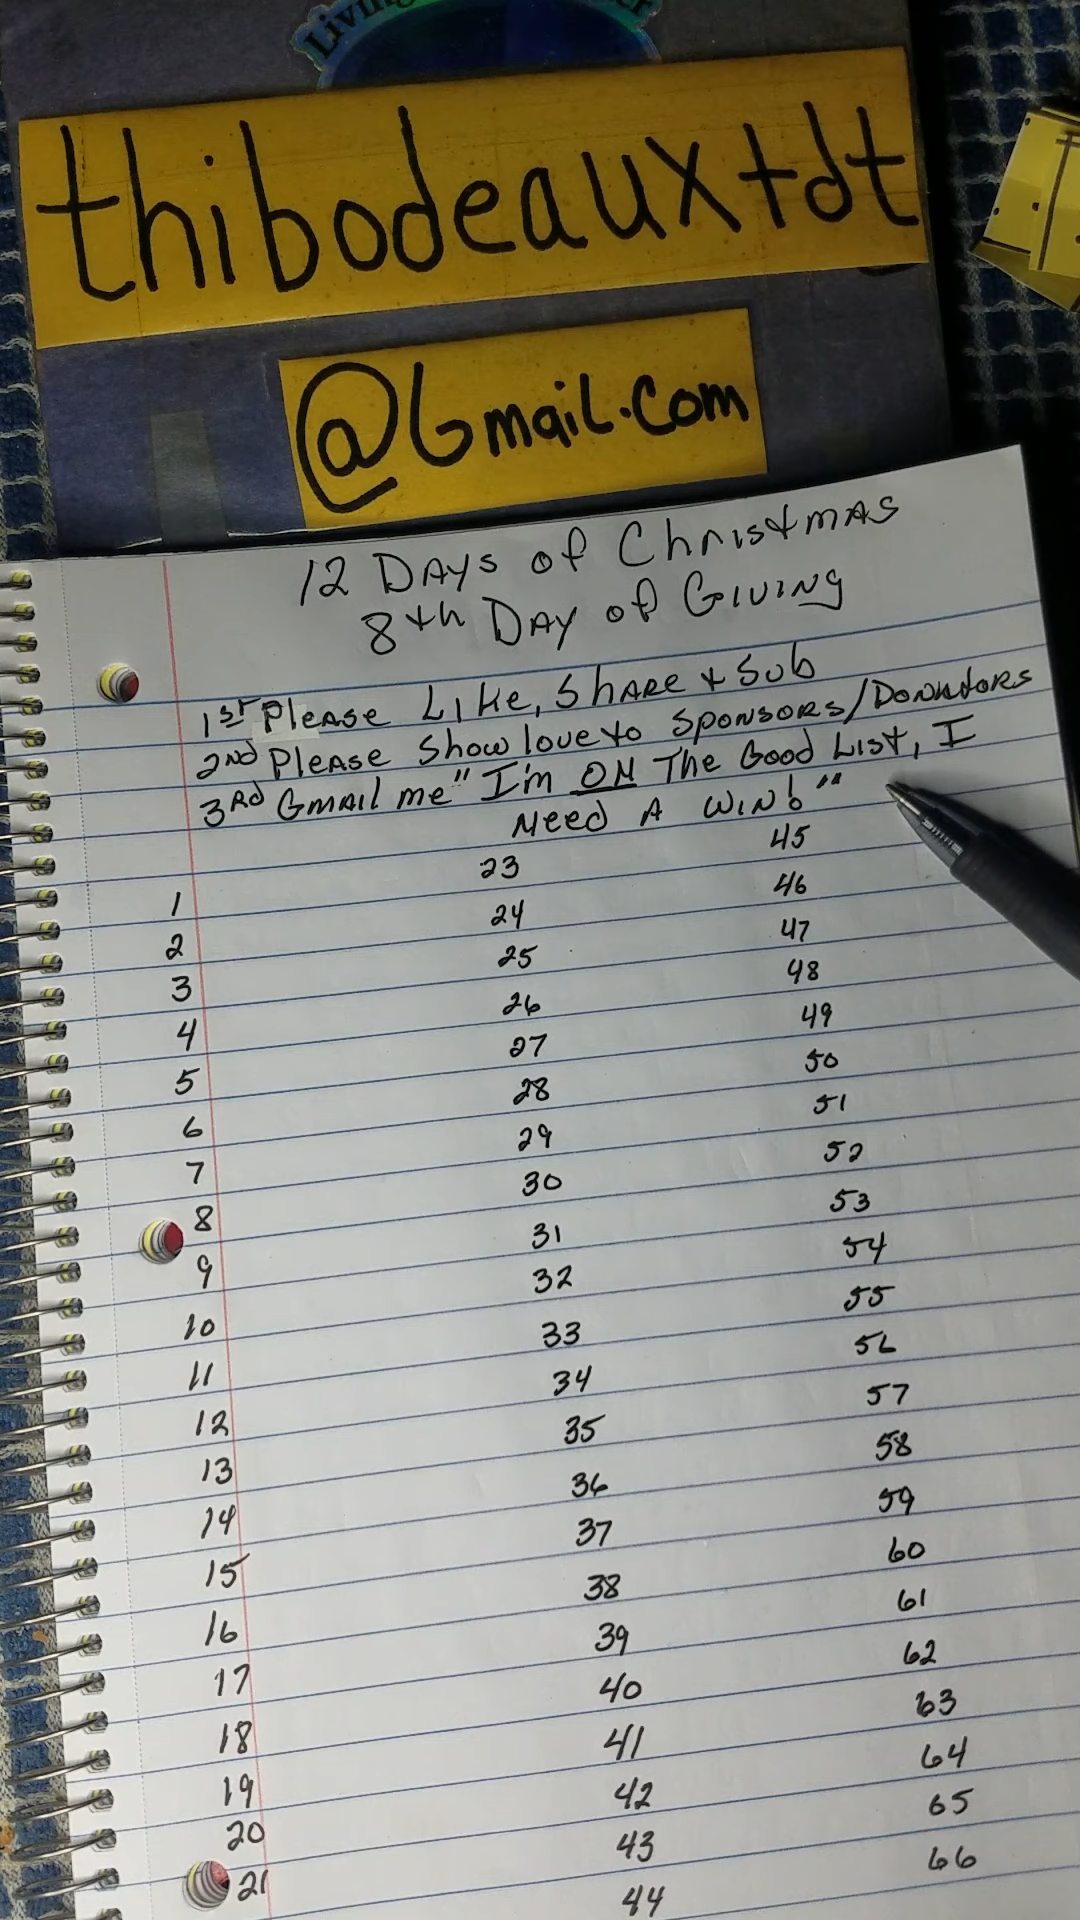 Living
thibodeauxtdt
@Gmail.com
12 DAYS of ChristmAS
8th DAY of GIVING
1ST PleASE LIKE, ShARE & Sub
2ND PleASE Show love to SPONSORS/DONAtORS
3RD GMAIL me "I'm ON The Good List, I
Need A WIN!"
23 45
1 24 46
2 25 47
3 26 48
4 27 49
5 28 50
6 29 51
7 30 52
8 31 53
9 32 54
10 33 55
11 34 56
12 35 57
13 36 58
14 37 59
15 38 60
16 39 61
17 40 62
18 41 63
19 42 64
20 43 65
21 44 66